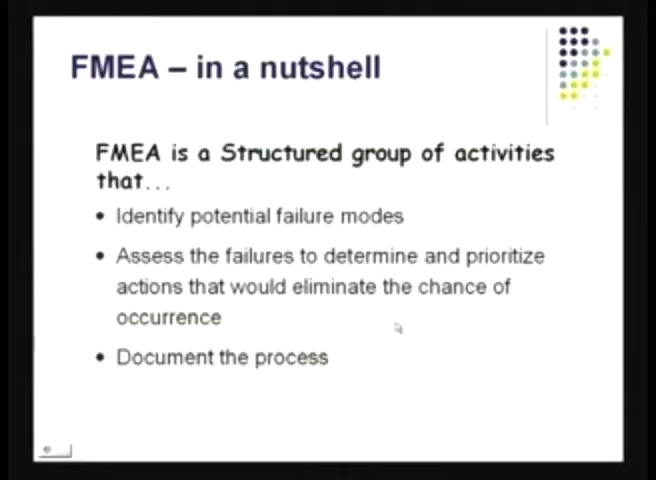 FMEA – in a nutshell
FMEA is a Structured group of activities
that...
• Identify potential failure modes
• Assess the failures to determine and prioritize
actions that would eliminate the chance of
occurrence
• Document the process